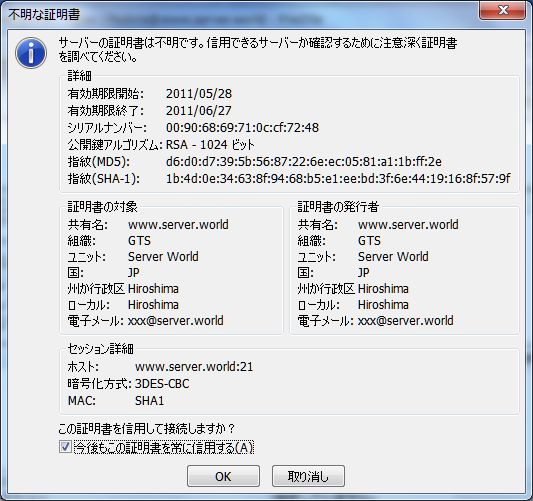 不明な証明書
サーバーの証明書は不明です。信用できるサーバーか確認するために注意深く証明書
を調べてください。
詳細
有効期限開始: 2011/05/28
有効期限終了: 2011/06/27
シリアルナンバー: 00:90:68:69:71:0c:cf:72:48
公開鍵アルゴリズム: RSA - 1024 ビット
指紋(MD5): d6:d0:d7:39:5b:56:87:22:6e:ec:05:81:a1:1b:ff:2e
指紋(SHA-1): 1b:4d:0e:34:63:8f:94:68:b5:e1:ee:bd:3f:6e:44:19:16:8f:57:9f
証明書の対象
共有名: www.server.world
組織: GTS
ユニット: Server World
国: JP
州か行政区 Hiroshima
ローカル: Hiroshima
電子メール: xxx@server.world
証明書の発行者
共有名: www.server.world
組織: GTS
ユニット: Server World
国: JP
州か行政区 Hiroshima
ローカル: Hiroshima
電子メール: xxx@server.world
セッション詳細
ホスト: www.server.world:21
暗号化方式: 3DES-CBC
MAC: SHA1
この証明書を信用して接続しますか？
今後もこの証明書を常に信用する(A)
OK
取り消し